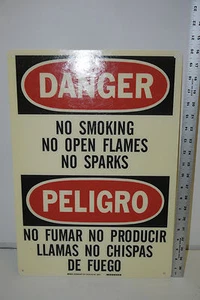 DANGER
NO SMOKING
NO OPEN FLAMES
NO SPARKS
PELIGRO
NO FUMAR NO PRODUCIR
LLAMAS NO CHISPAS
DE FUEGO